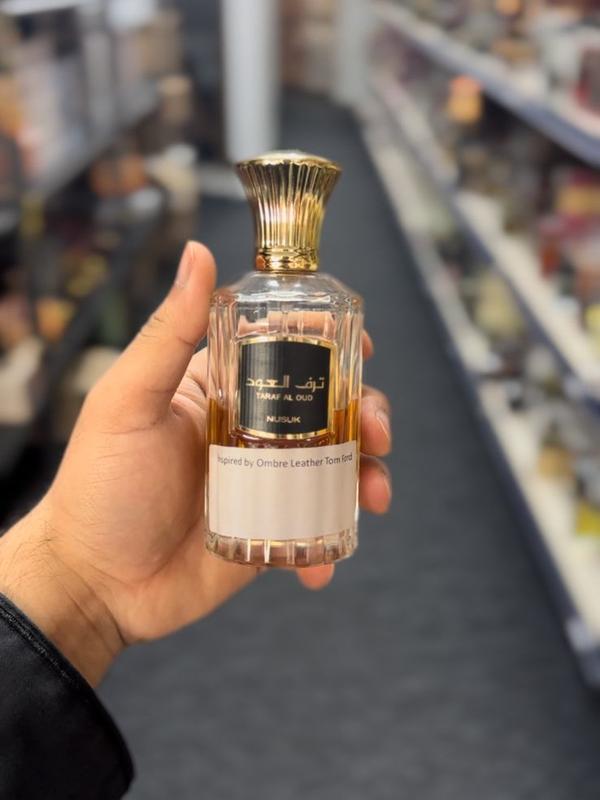 ترف العود
TARAF AL OUD
NUSUK
Inspired by Ombre Leather Tom Ford